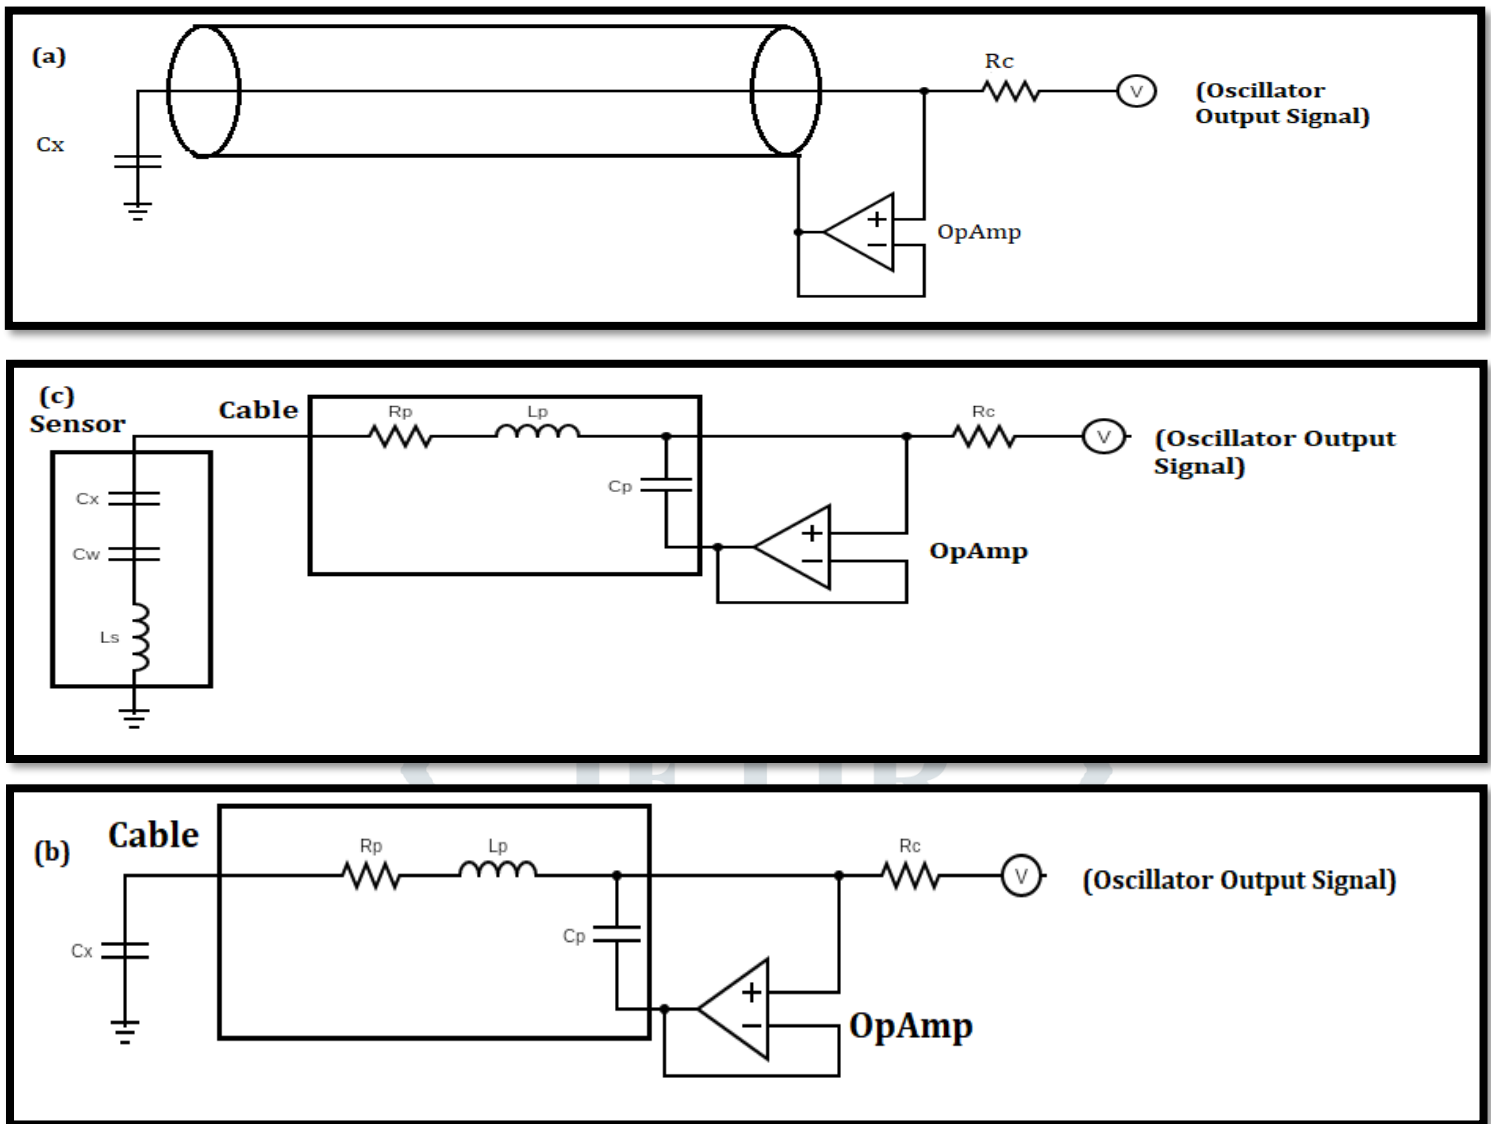 (a)
Rc
V
(Oscillator
Output Signal)
Cx
+
−
OpAmp
(c)
Sensor
Cable
Rp
Lp
Rc
V
(Oscillator Output
Signal)
Cx
Cp
Cw
+
−
OpAmp
Ls
(b)
Cable
Rp
Lp
Rc
V
(Oscillator Output Signal)
Cx
Cp
+
−
OpAmp